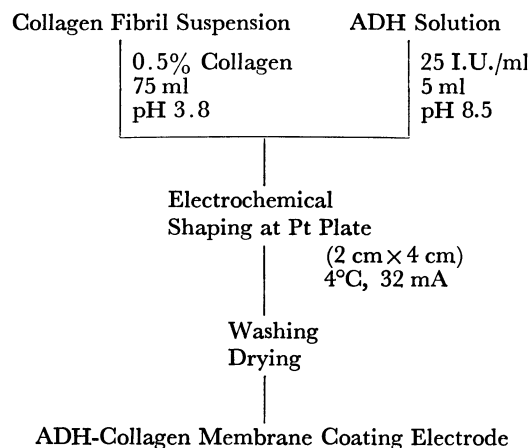 Collagen Fibril Suspension
ADH Solution
0.5% Collagen
75 ml
pH 3.8
25 I.U./ml
5 ml
pH 8.5
Electrochemical
Shaping at Pt Plate
(2 cm × 4 cm)
4°C, 32 mA
Washing
Drying
ADH-Collagen Membrane Coating Electrode